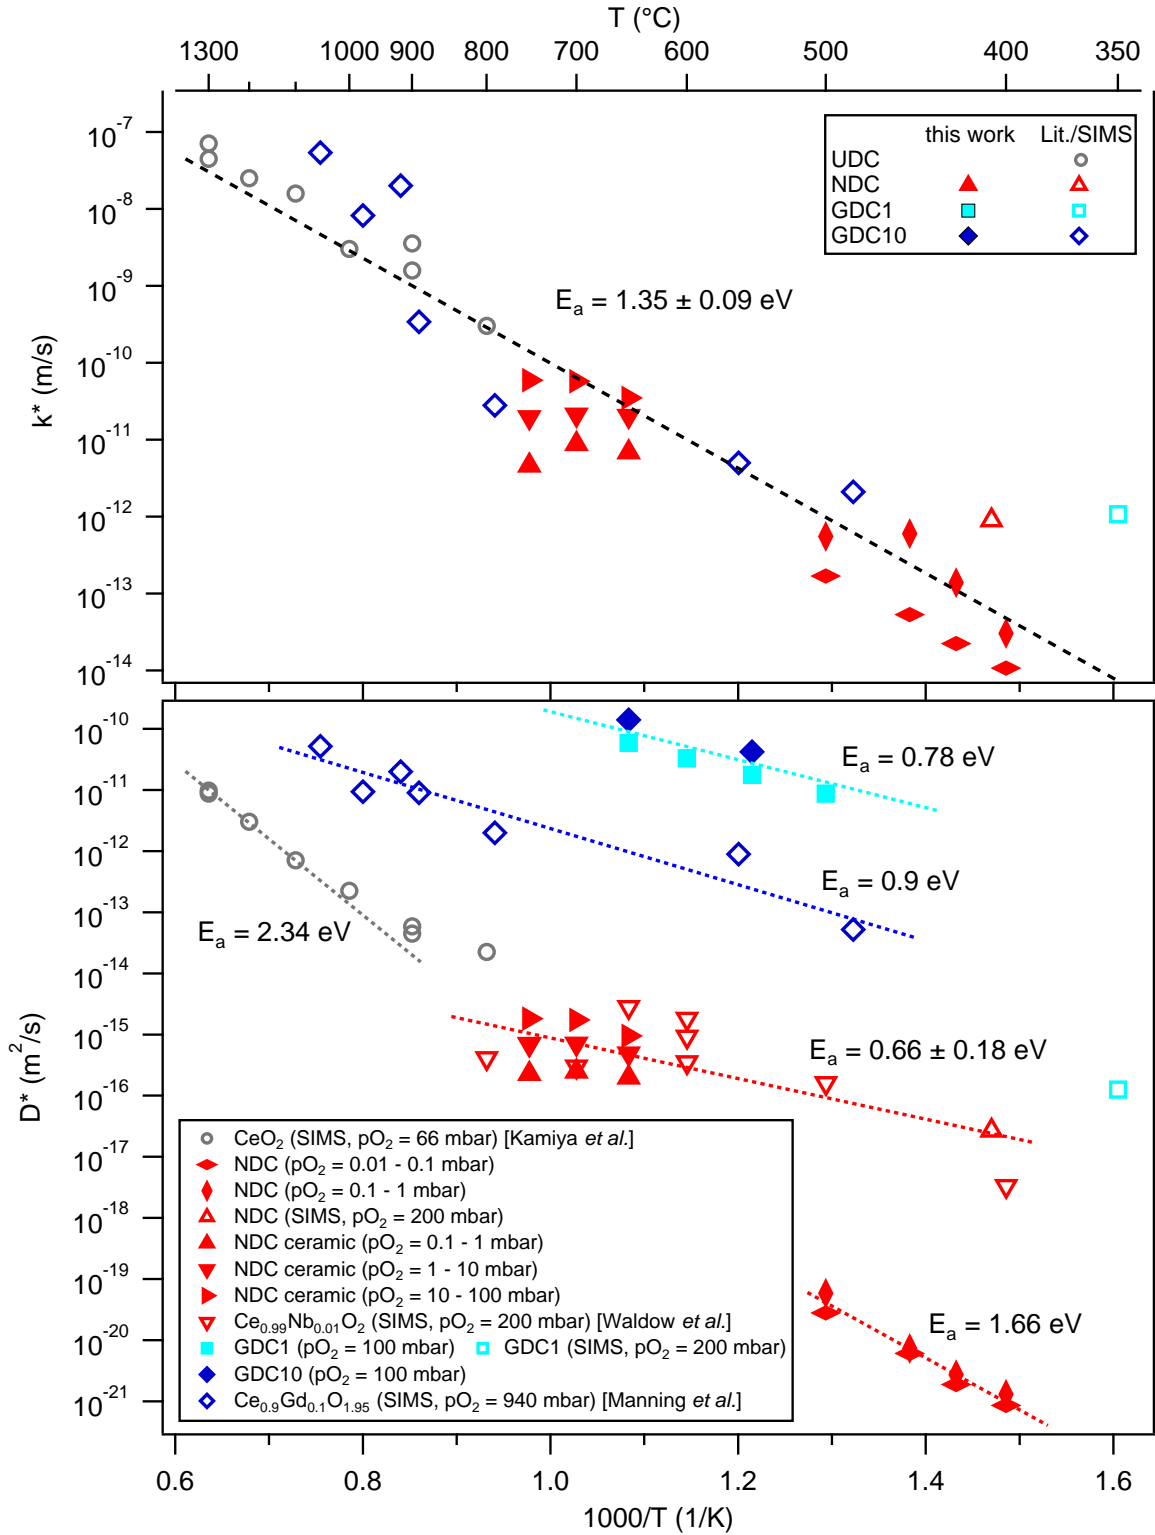 T (°C)
1300 1000 900 800 700 600 500 400 350
10⁻⁷
10⁻⁸
10⁻⁹
10⁻¹⁰
10⁻¹¹
10⁻¹²
10⁻¹³
10⁻¹⁴
k* (m/s)
this work Lit./SIMS
UDC
NDC
GDC1
GDC10
Eₐ = 1.35 ± 0.09 eV
10⁻¹⁰
10⁻¹¹
10⁻¹²
10⁻¹³
10⁻¹⁴
10⁻¹⁵
10⁻¹⁶
10⁻¹⁷
10⁻¹⁸
10⁻¹⁹
10⁻²⁰
10⁻²¹
D* (m²/s)
Eₐ = 0.78 eV
Eₐ = 0.9 eV
Eₐ = 2.34 eV
Eₐ = 0.66 ± 0.18 eV
Eₐ = 1.66 eV
CeO₂ (SIMS, pO₂ = 66 mbar) [Kamiya et al.]
NDC (pO₂ = 0.01 - 0.1 mbar)
NDC (pO₂ = 0.1 - 1 mbar)
NDC (SIMS, pO₂ = 200 mbar)
NDC ceramic (pO₂ = 0.1 - 1 mbar)
NDC ceramic (pO₂ = 1 - 10 mbar)
NDC ceramic (pO₂ = 10 - 100 mbar)
Ce₀.₉₉Nb₀.₀₁O₂ (SIMS, pO₂ = 200 mbar) [Waldow et al.]
GDC1 (pO₂ = 100 mbar) GDC1 (SIMS, pO₂ = 200 mbar)
GDC10 (pO₂ = 100 mbar)
Ce₀.₉Gd₀.₁O₁.₉₅ (SIMS, pO₂ = 940 mbar) [Manning et al.]
0.6 0.8 1.0 1.2 1.4 1.6
1000/T (1/K)